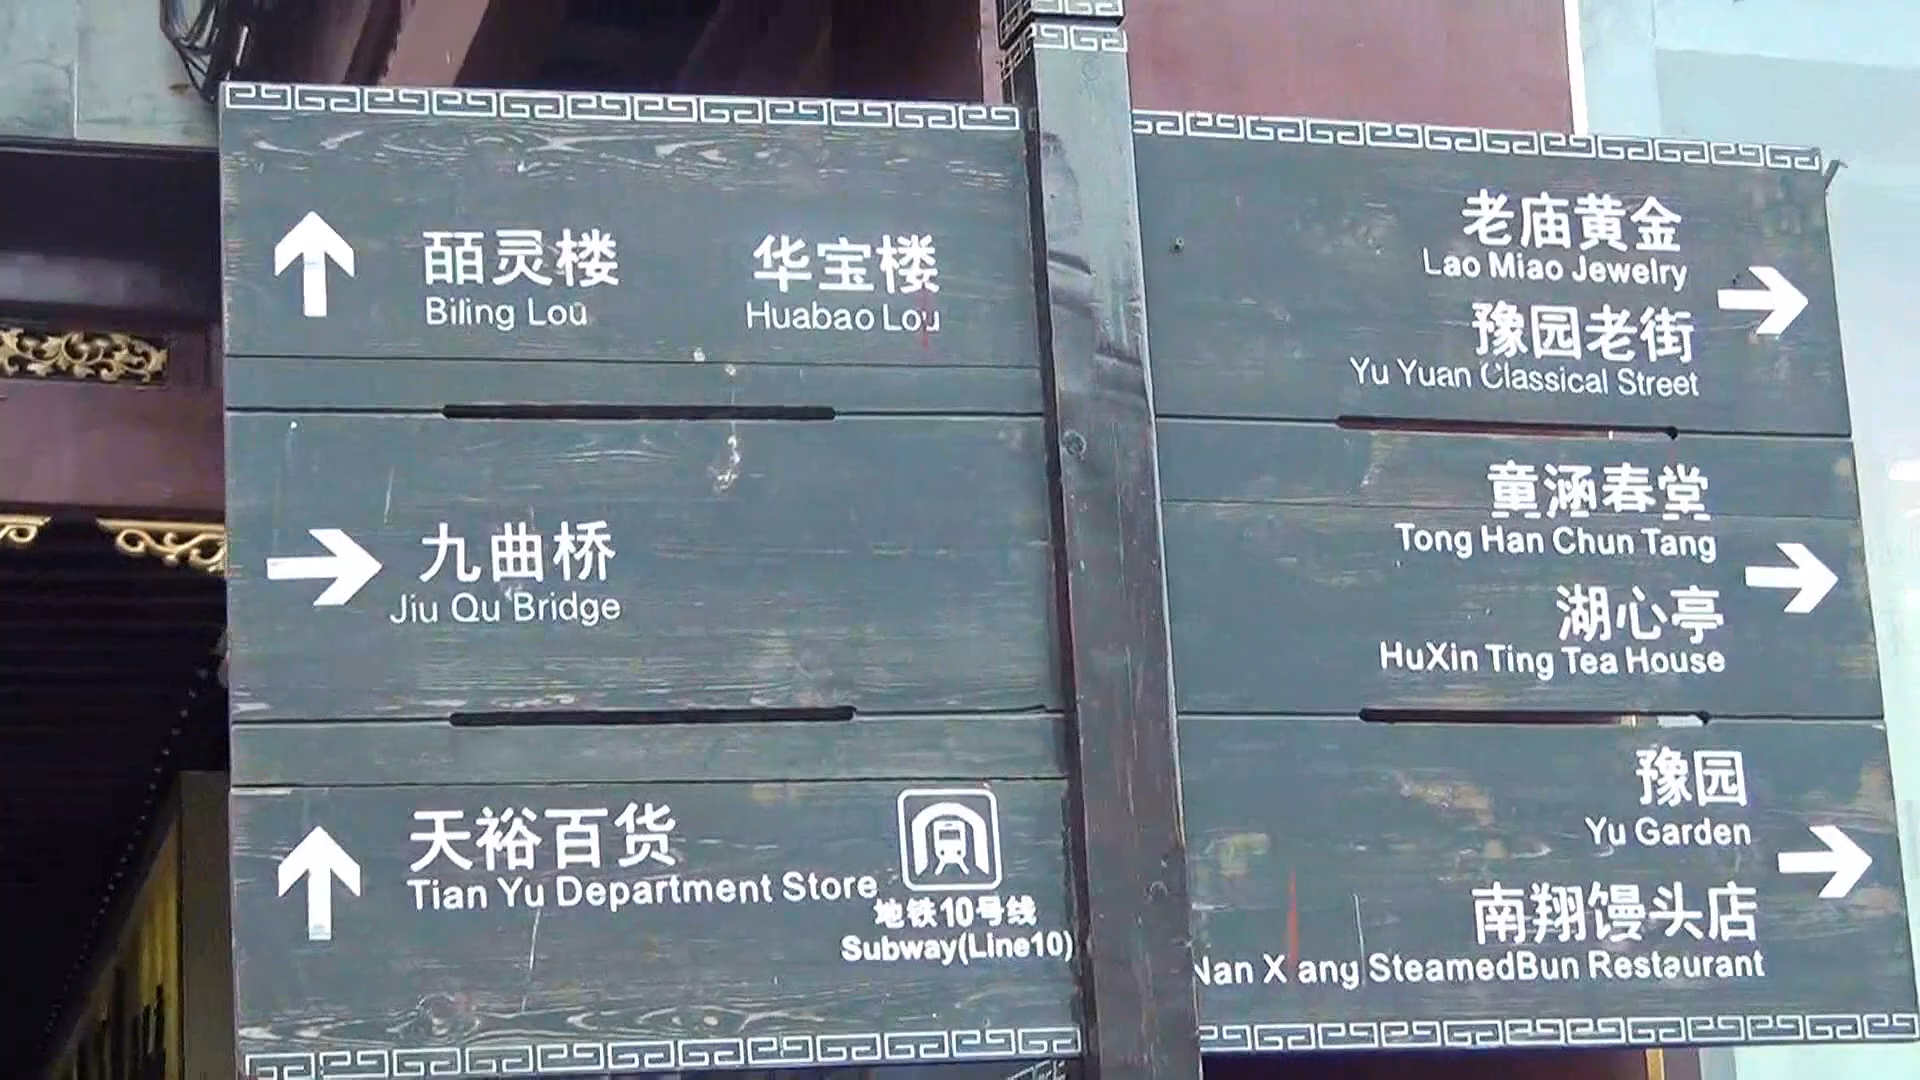 皕灵楼
Biling Lou
华宝楼
Huabao Lou
九曲桥
Jiu Qu Bridge
天裕百货
Tian Yu Department Store
地铁10号线
Subway(Line10)
老庙黄金
Lao Miao Jewelry
豫园老街
Yu Yuan Classical Street
童涵春堂
Tong Han Chun Tang
湖心亭
HuXin Ting Tea House
豫园
Yu Garden
南翔馒头店
Nan X ang SteamedBun Restaurant